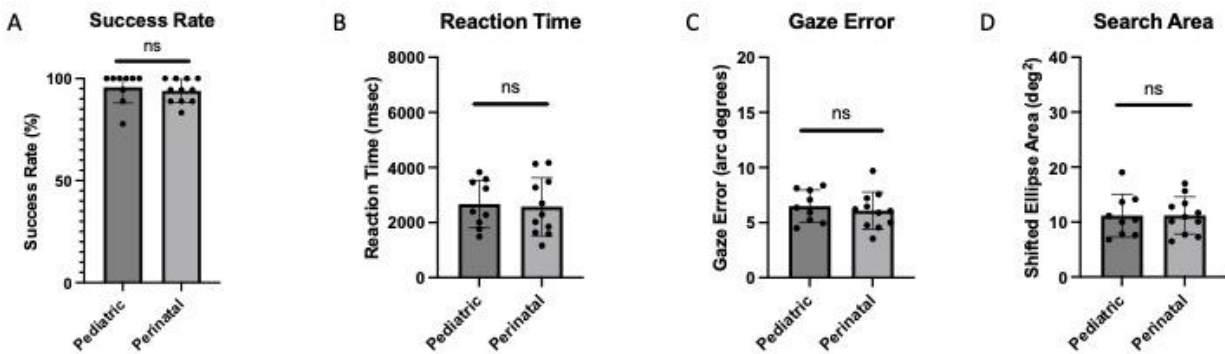 A Success Rate
ns
Success Rate (%)
100
50
0
Pediatric
Perinatal
B Reaction Time
ns
Reaction Time (msec)
8000
6000
4000
2000
0
Pediatric
Perinatal
C Gaze Error
ns
Gaze Error (arc degrees)
20
15
10
5
0
Pediatric
Perinatal
D Search Area
ns
Shifted Ellipse Area (deg²)
40
30
20
10
0
Pediatric
Perinatal